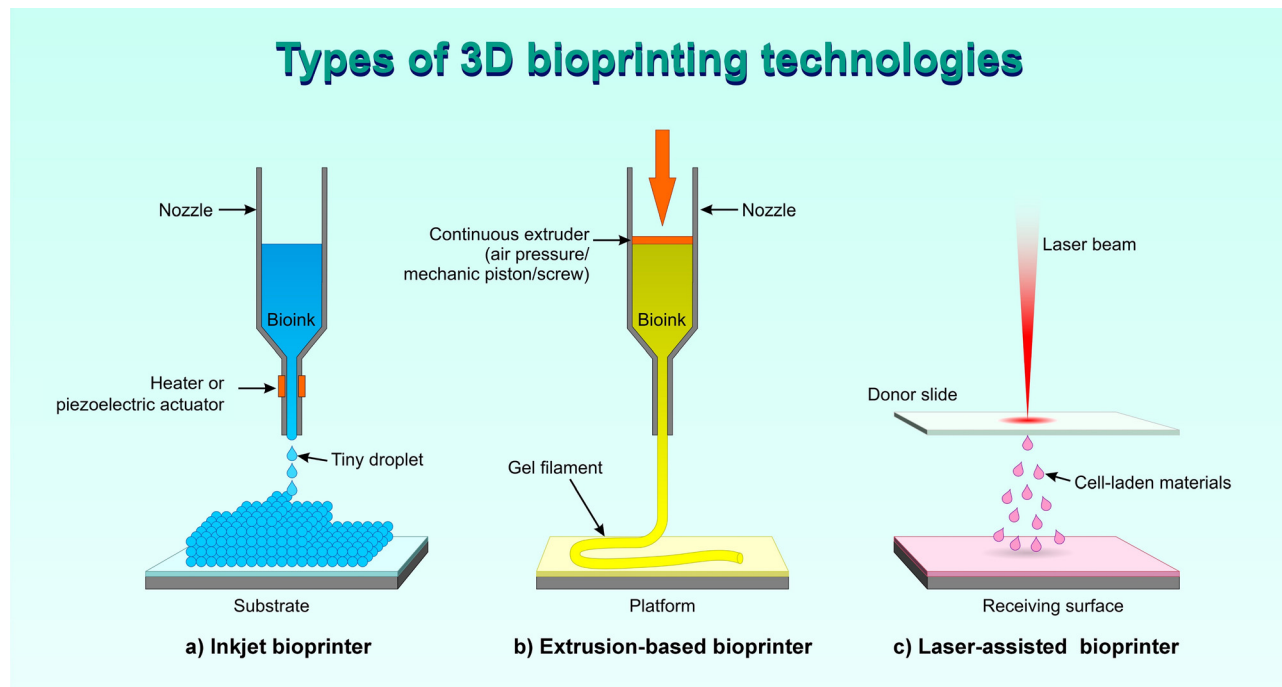 Types of 3D bioprinting technologies
Nozzle
Bioink
Heater or
piezoelectric actuator
Tiny droplet
Substrate
a) Inkjet bioprinter
Nozzle
Continuous extruder
(air pressure/
mechanic piston/screw)
Bioink
Gel filament
Platform
b) Extrusion-based bioprinter
Laser beam
Donor slide
Cell-laden materials
Receiving surface
c) Laser-assisted bioprinter